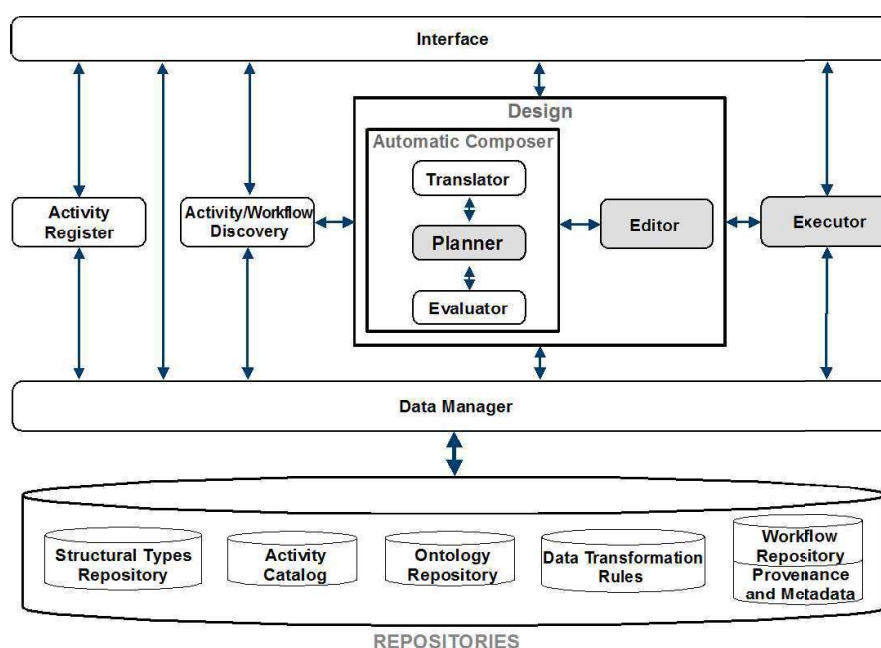 Interface
Design
Automatic Composer
Translator
Activity
Register
Activity/Workflow
Discovery
Planner
Editor
Executor
Evaluator
Data Manager
Structural Types
Repository
Activity
Catalog
Ontology
Repository
Data Transformation
Rules
Workflow
Repository
Provenance
and Metadata
REPOSITORIES